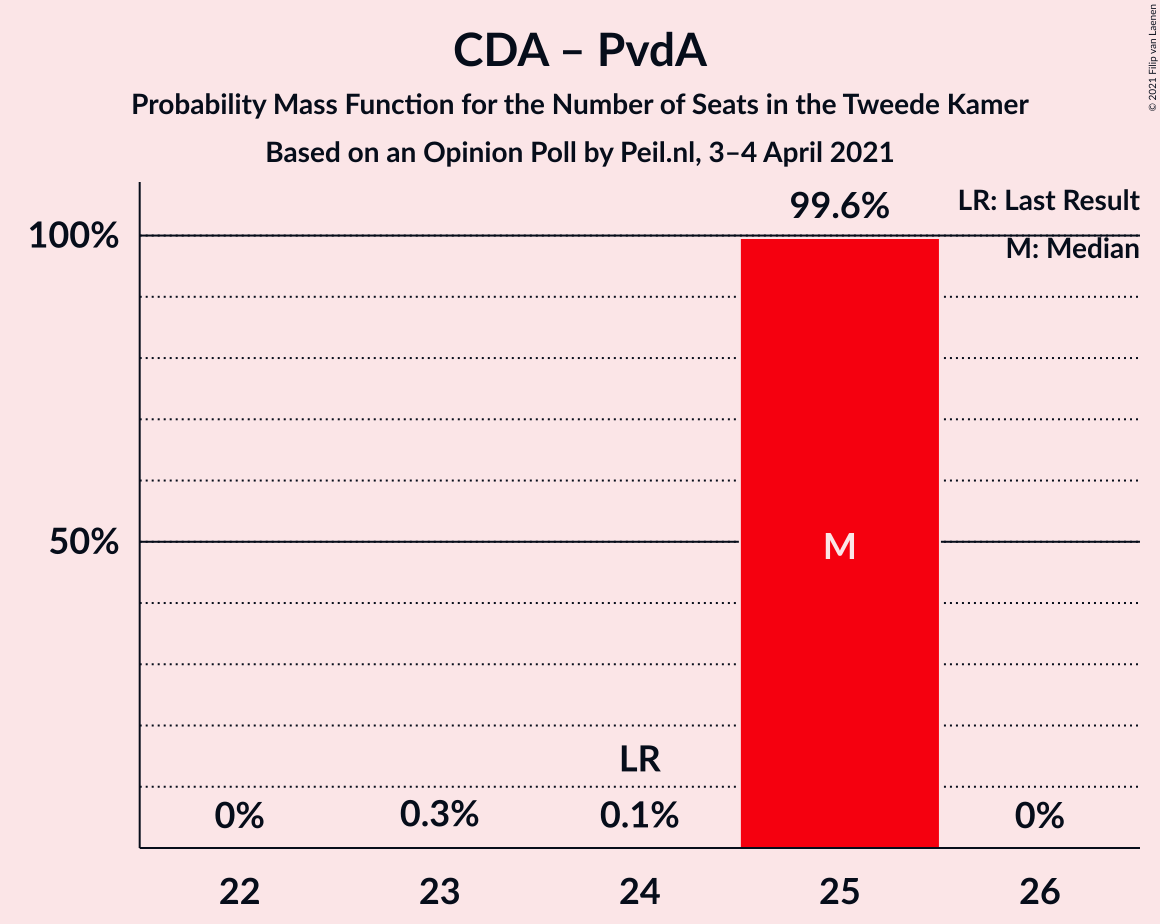 CDA – PvdA
Probability Mass Function for the Number of Seats in the Tweede Kamer
Based on an Opinion Poll by Peil.nl, 3–4 April 2021
© 2021 Filip van Laenen
99.6%
LR: Last Result
100%
M: Median
50%
M
LR
0%
0.3%
0.1%
0%
22
23
24
25
26